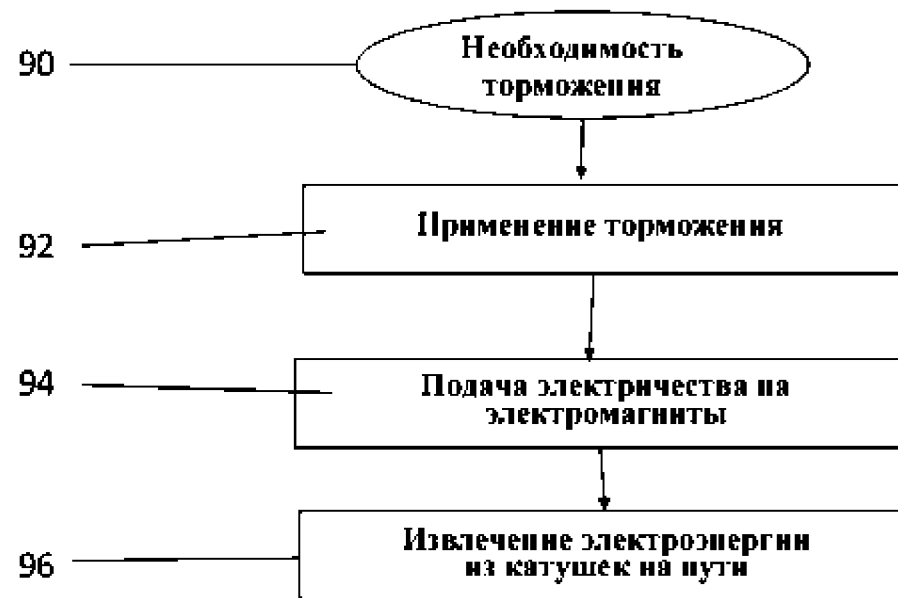 90
Необходимость
торможения
92
Применение торможения
94
Подача электричества на
электромагниты
96
Извлечение электроэнергии
из катушек на пути